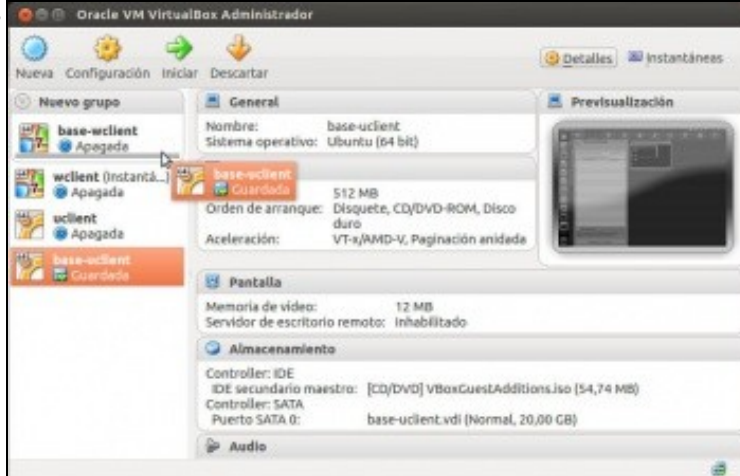 Oracle VM VirtualBox Administrador
Nueva Configuración Iniciar Descartar
Detalles Instantáneas
Nuevo grupo
base-wclient
Apagada
wclient (Instantá...)
Apagada
uclient
Apagada
base-uclient
Guardada
base-uclient
Guardada
General
Nombre: base-uclient
Sistema operativo: Ubuntu (64 bit)
512 MB
Orden de arranque: Disquete, CD/DVD-ROM, Disco
duro
Aceleración: VT-x/AMD-V, Paginación anidada
Previsualización
Pantalla
Memoria de vídeo: 12 MB
Servidor de escritorio remoto: Inhabilitado
Almacenamiento
Controller: IDE
IDE secundario maestro: [CD/DVD] VBoxGuestAdditions.iso (54,74 MB)
Controller: SATA
Puerto SATA 0: base-uclient.vdi (Normal, 20,00 GB)
Audio